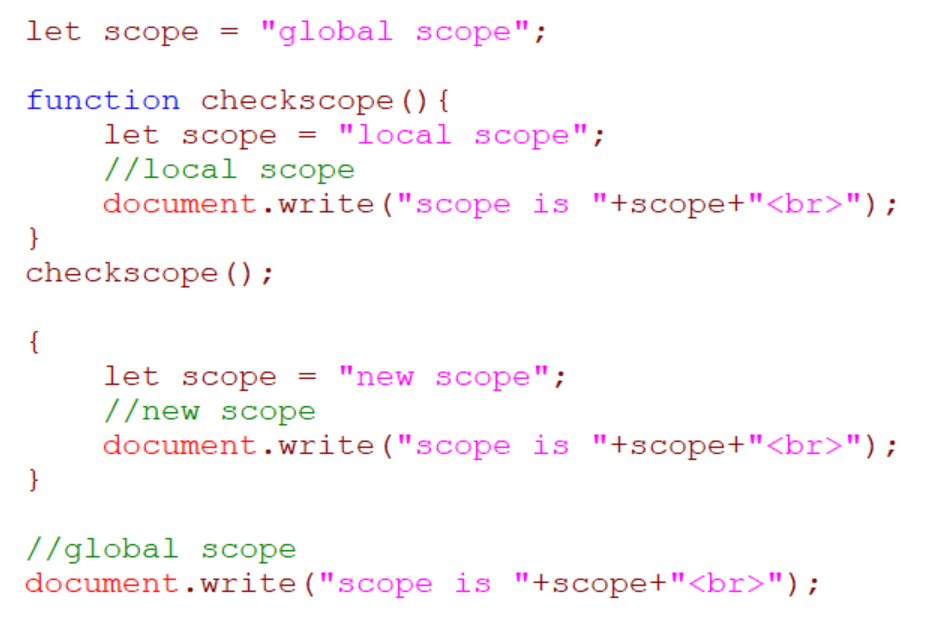 let scope = "global scope";
function checkscope(){
let scope = "local scope";
//local scope
document.write("scope is "+scope+"<br>");
}
checkscope();
{
let scope = "new scope";
//new scope
document.write("scope is "+scope+"<br>");
}
//global scope
document.write("scope is "+scope+"<br>");